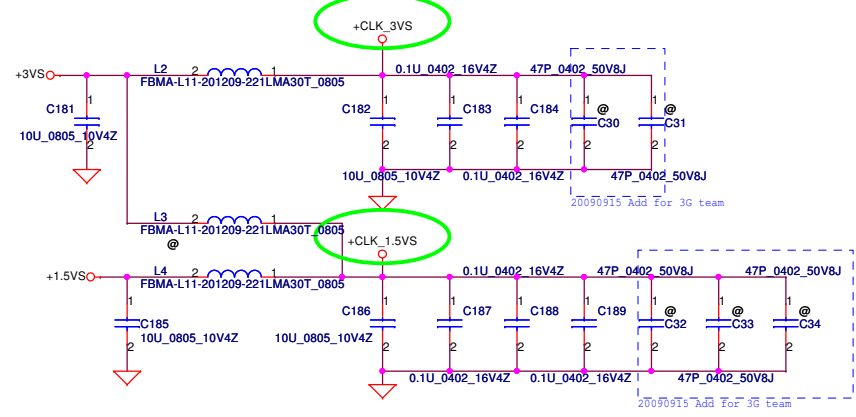 +CLK_3VS
+3VS
L2
2
1
FBMA-L11-201209-221LMA30T_0805
0.1U_0402_16V4Z
47P_0402_50V8J
C181
1
2
10U_0805_10V4Z
C182
1
2
10U_0805_10V4Z
C183
1
2
C184
1
2
0.1U_0402_16V4Z
@
C30
1
2
@
C31
1
2
47P_0402_50V8J
20090915 Add for 3G team
L3
2
1
FBMA-L11-201209-221LMA30T_0805
@
+CLK_1.5VS
+1.5VS
L4
2
1
FBMA-L11-201209-221LMA30T_0805
0.1U_0402_16V4Z
47P_0402_50V8J
47P_0402_50V8J
C185
1
2
10U_0805_10V4Z
C186
1
2
10U_0805_10V4Z
C187
1
2
C188
1
2
C189
1
2
@
C32
1
2
@
C33
1
2
@
C34
1
2
0.1U_0402_16V4Z
0.1U_0402_16V4Z
47P_0402_50V8J
20090915 Add for 3G team